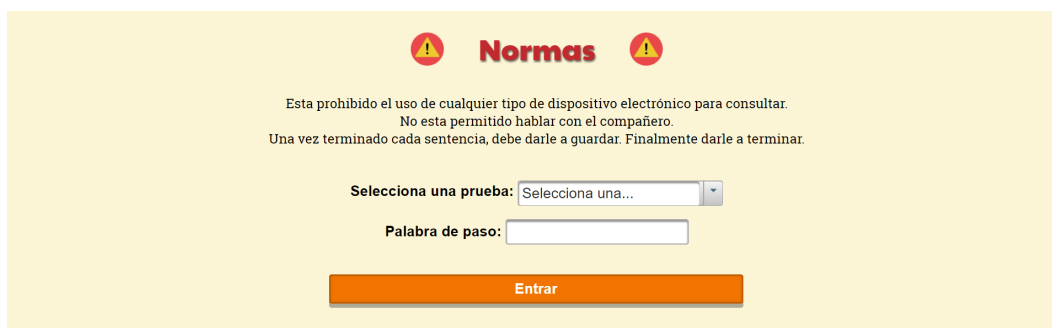 Normas
Esta prohibido el uso de cualquier tipo de dispositivo electrónico para consultar.
No esta permitido hablar con el compañero.
Una vez terminado cada sentencia, debe darle a guardar. Finalmente darle a terminar.
Selecciona una prueba: Selecciona una...
Palabra de paso:
Entrar